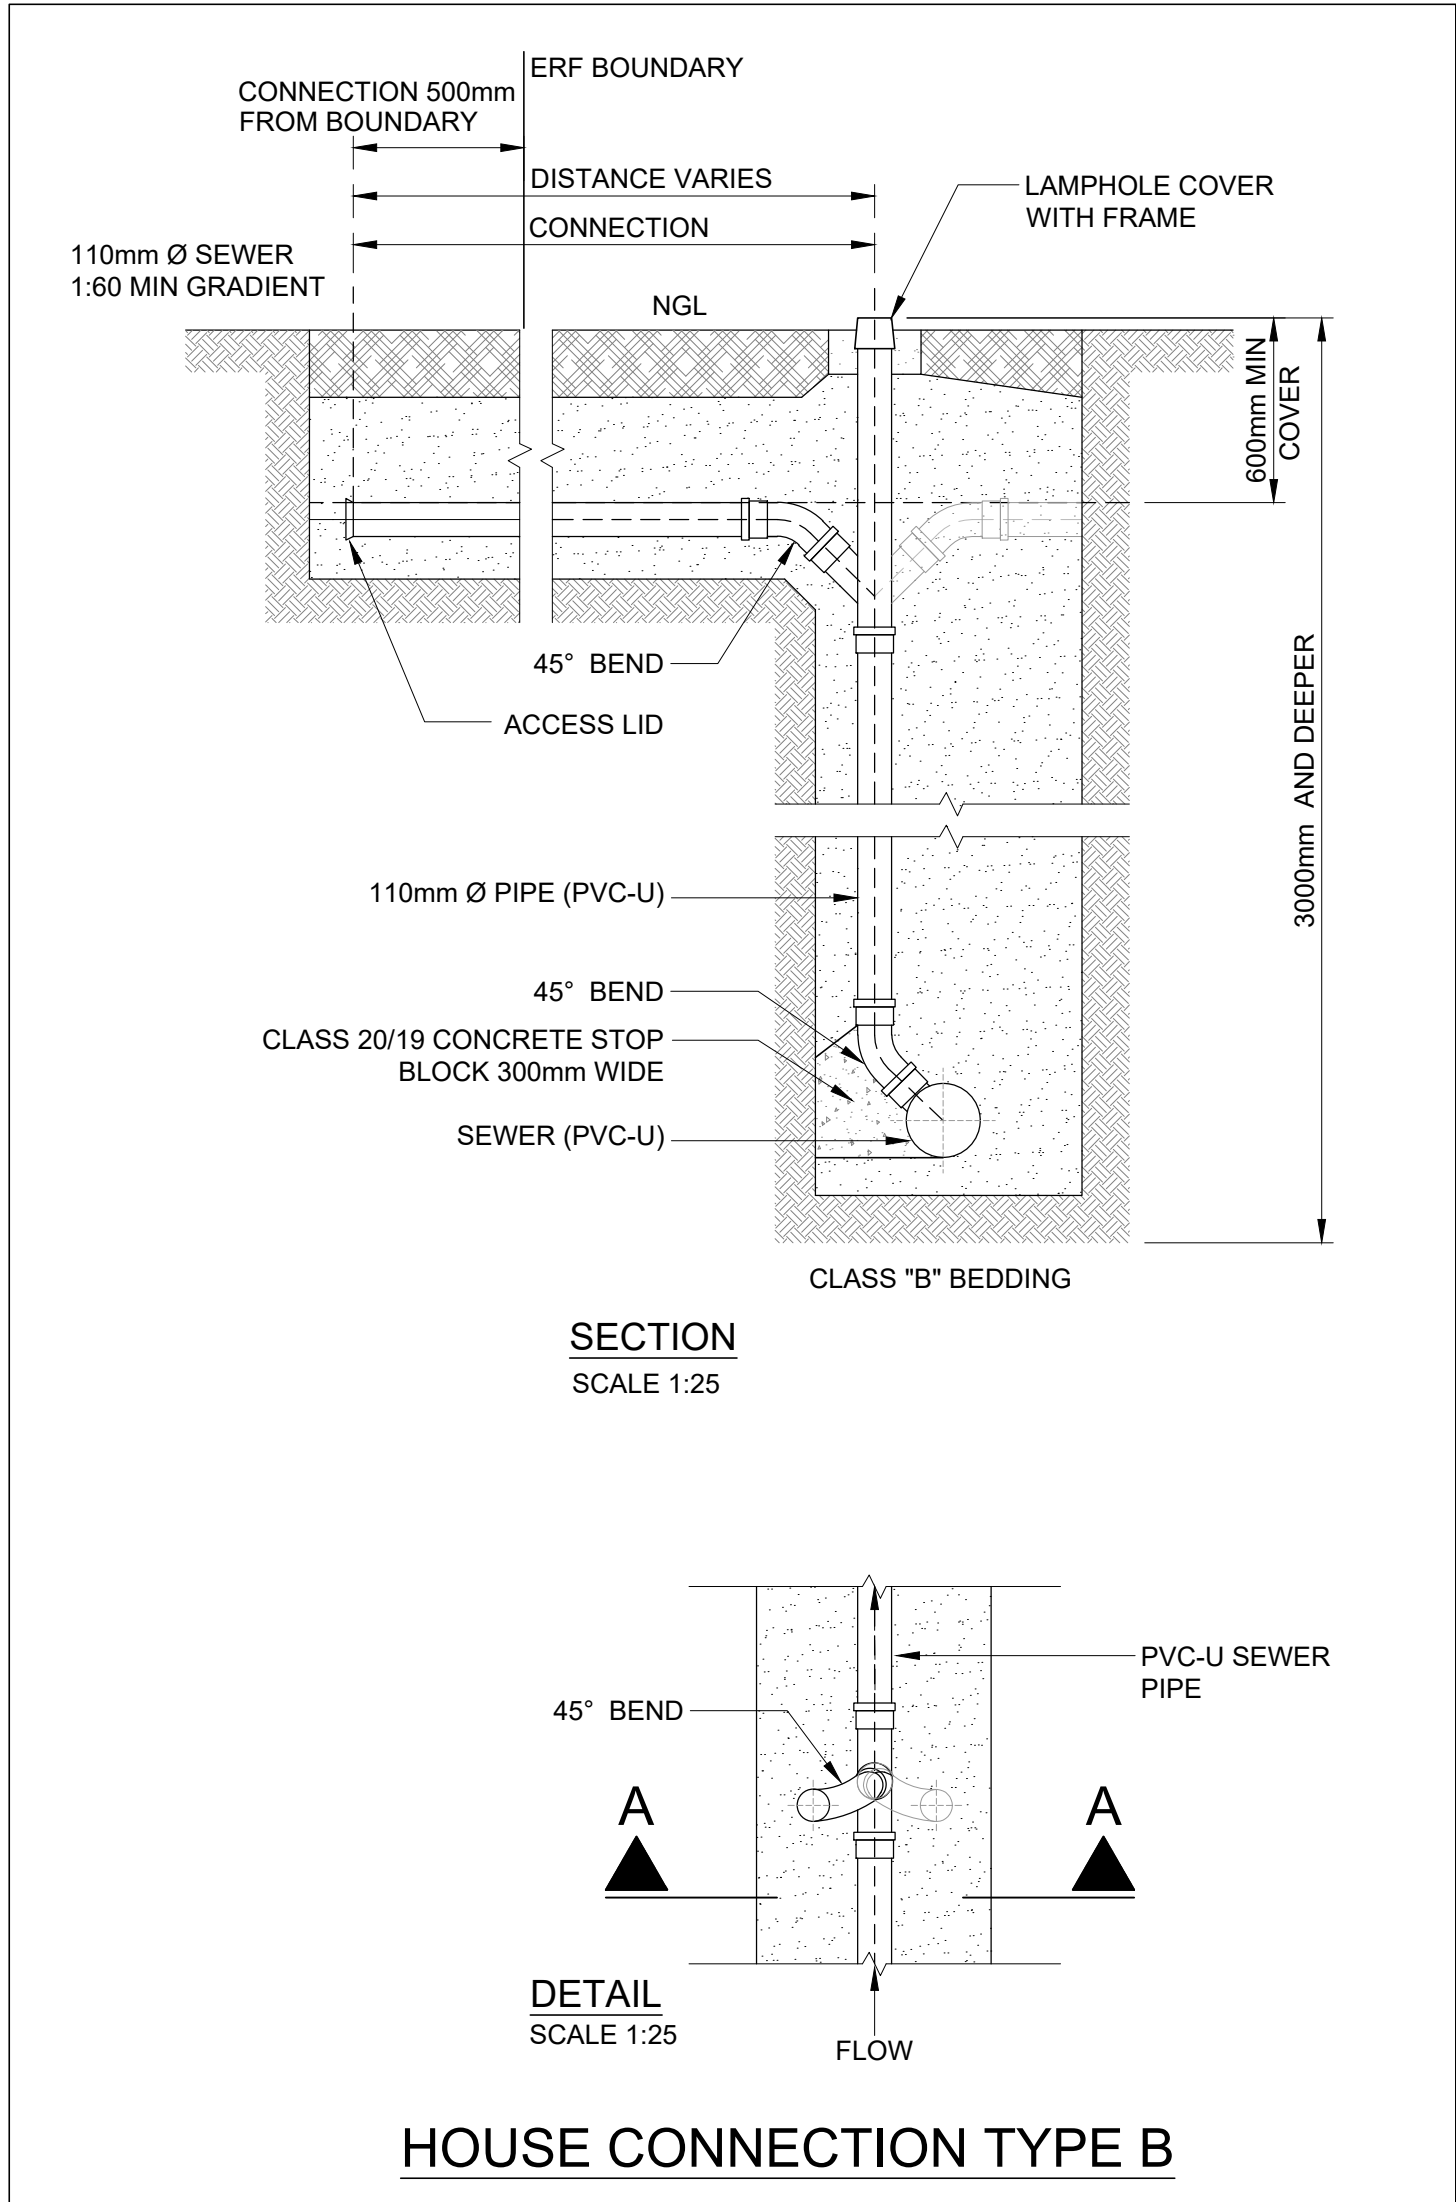 ERF BOUNDARY
CONNECTION 500mm
FROM BOUNDARY
DISTANCE VARIES
LAMPHOLE COVER
WITH FRAME
CONNECTION
110mm Ø SEWER
1:60 MIN GRADIENT
NGL
600mm MIN
COVER
45° BEND
ACCESS LID
3000mm AND DEEPER
110mm Ø PIPE (PVC-U)
45° BEND
CLASS 20/19 CONCRETE STOP
BLOCK 300mm WIDE
SEWER (PVC-U)
CLASS "B" BEDDING
SECTION
SCALE 1:25
PVC-U SEWER
PIPE
45° BEND
A
A
DETAIL
SCALE 1:25
FLOW
HOUSE CONNECTION TYPE B